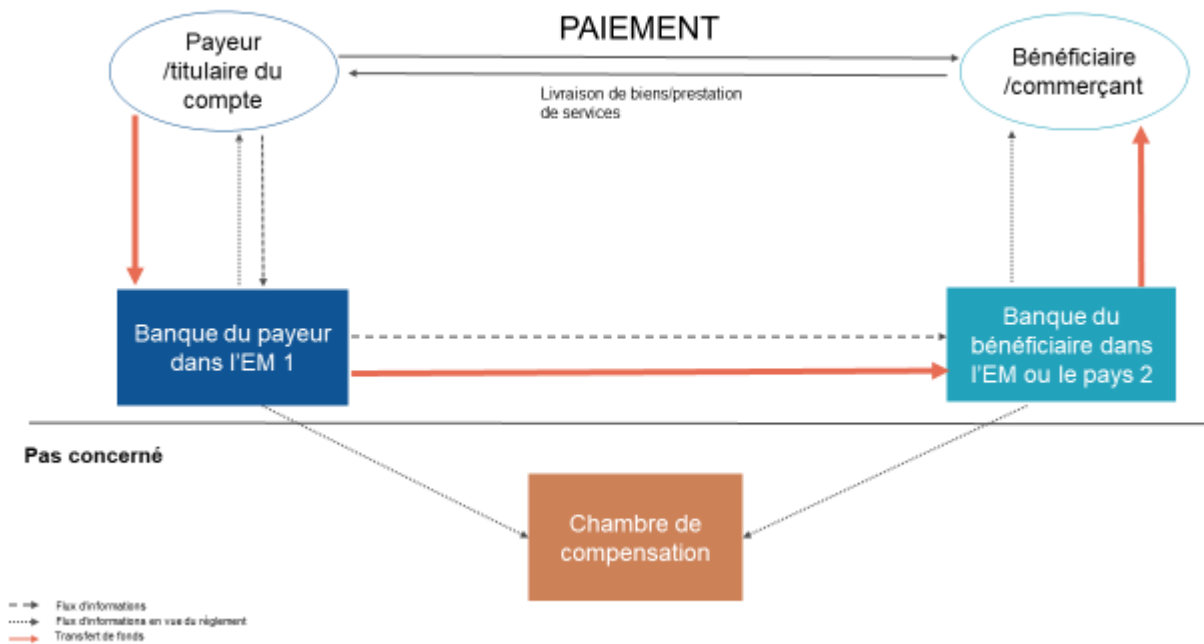 PAIEMENT
Payeur
/titulaire du
compte
Bénéficiaire
/commerçant
Livraison de biens/prestation
de services
Banque du payeur
dans l'EM 1
Banque du
bénéficiaire dans
l'EM ou le pays 2
Pas concerné
Chambre de
compensation
Flux d'informations
Flux d'informations en vue du règlement
Transfert de fonds